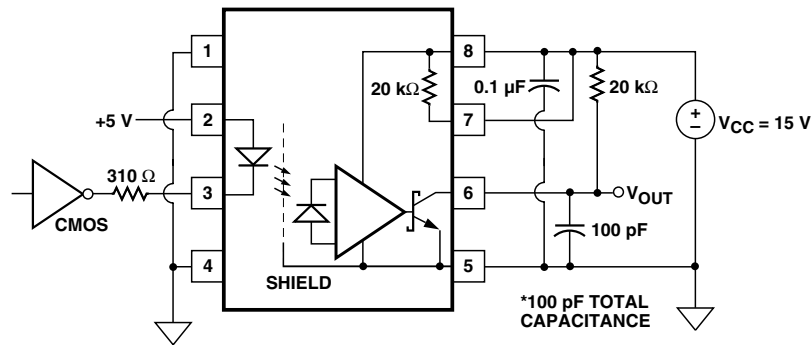 1
8
20 kΩ
0.1 µF
20 kΩ
+5 V
2
7
+
–
VCC = 15 V
310 Ω
3
6
VOUT
CMOS
100 pF
4
5
SHIELD
*100 pF TOTAL
CAPACITANCE